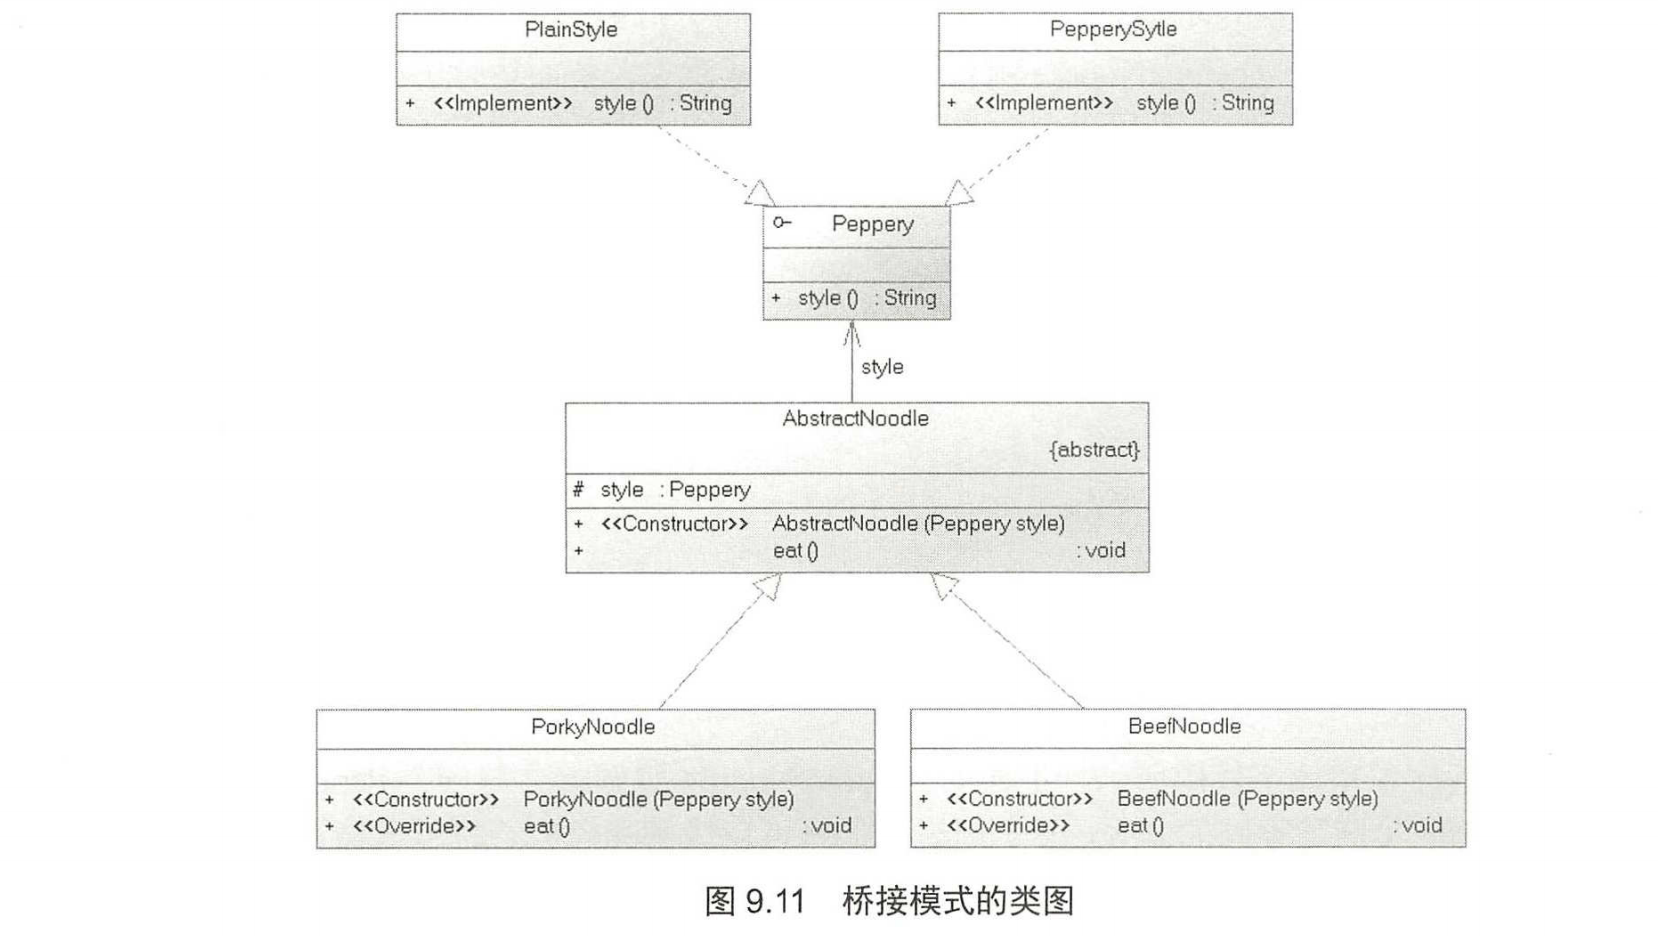 PlainStyle
+ <<Implement>> style () : String
PepperySytle
+ <<Implement>> style () : String
Peppery
+ style () : String
style
AbstractNoodle
{abstract}
# style : Peppery
+ <<Constructor>> AbstractNoodle (Peppery style)
+ eat () : void
PorkyNoodle
+ <<Constructor>> PorkyNoodle (Peppery style)
+ <<Override>> eat () : void
BeefNoodle
+ <<Constructor>> BeefNoodle (Peppery style)
+ <<Override>> eat () : void
图 9.11 桥接模式的类图